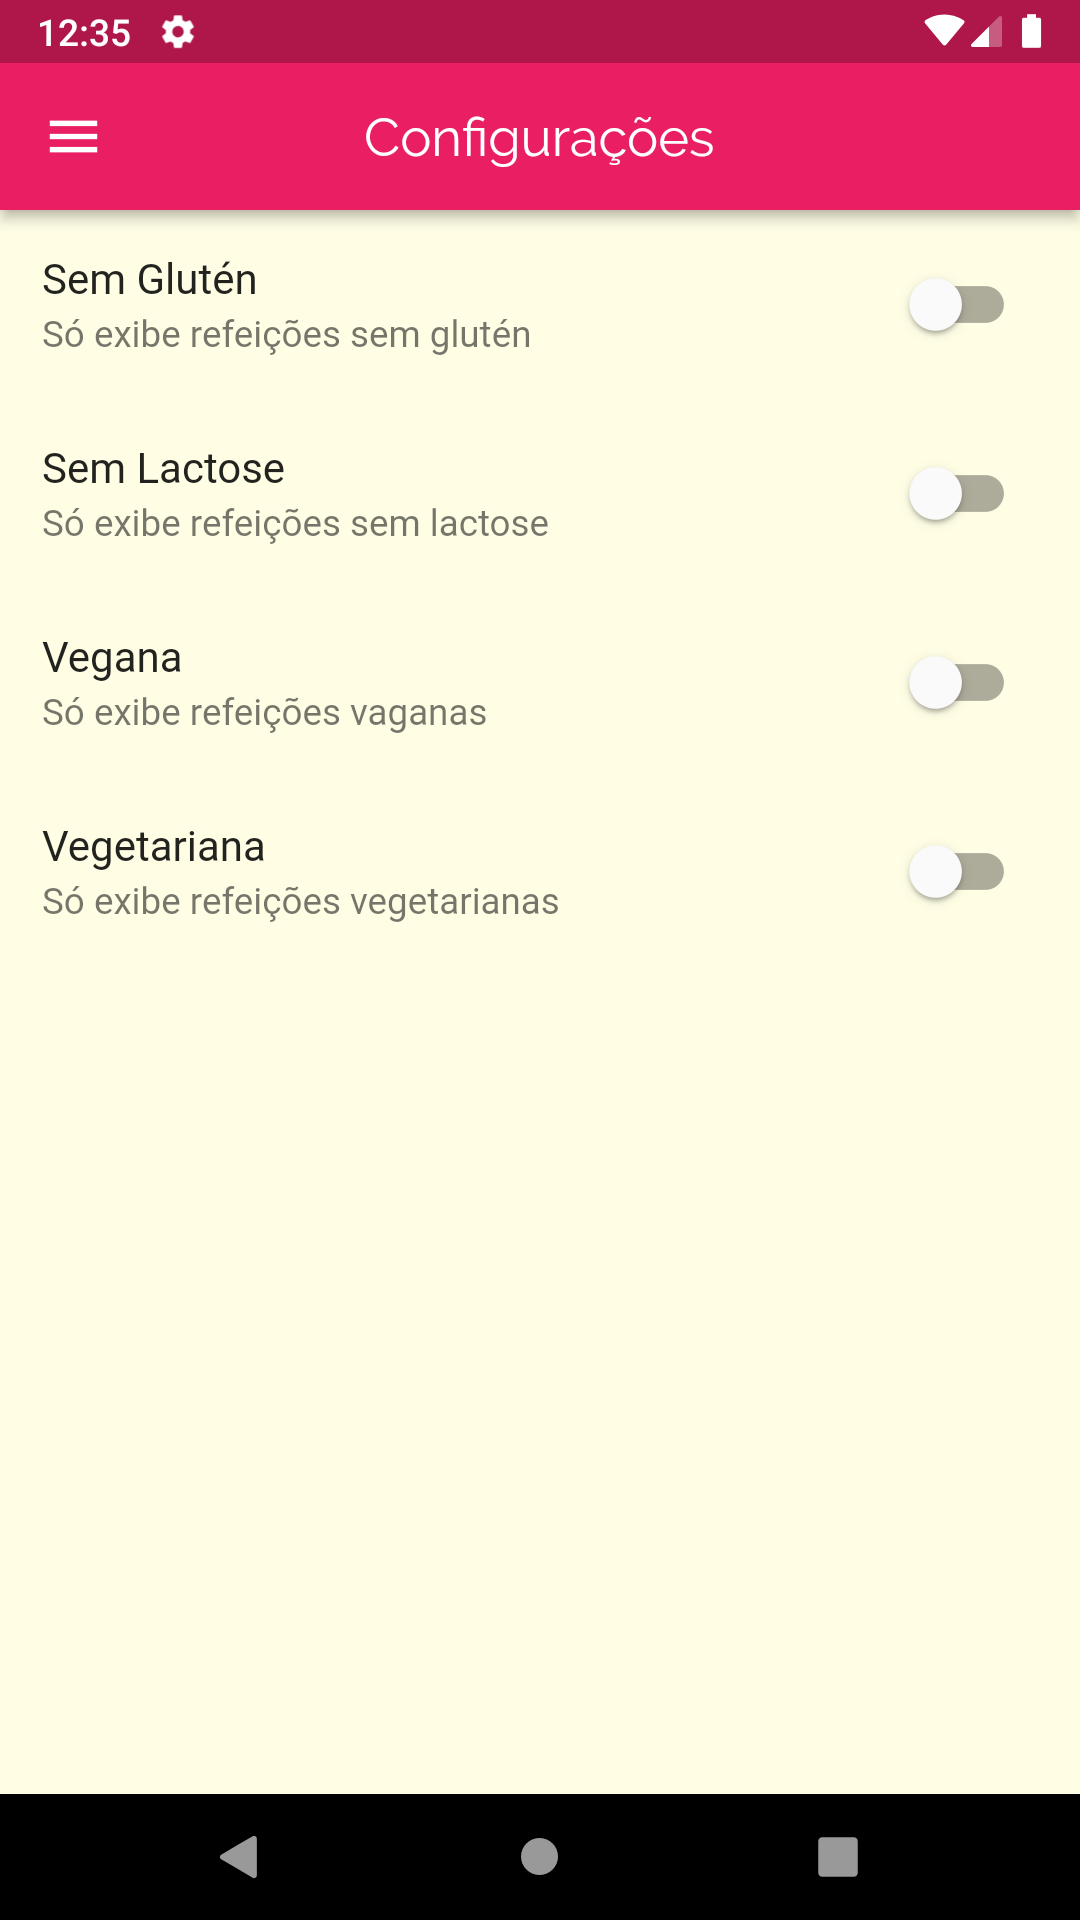 12:35
Configurações
Sem Glutén
Só exibe refeições sem glutén
Sem Lactose
Só exibe refeições sem lactose
Vegana
Só exibe refeições vaganas
Vegetariana
Só exibe refeições vegetarianas